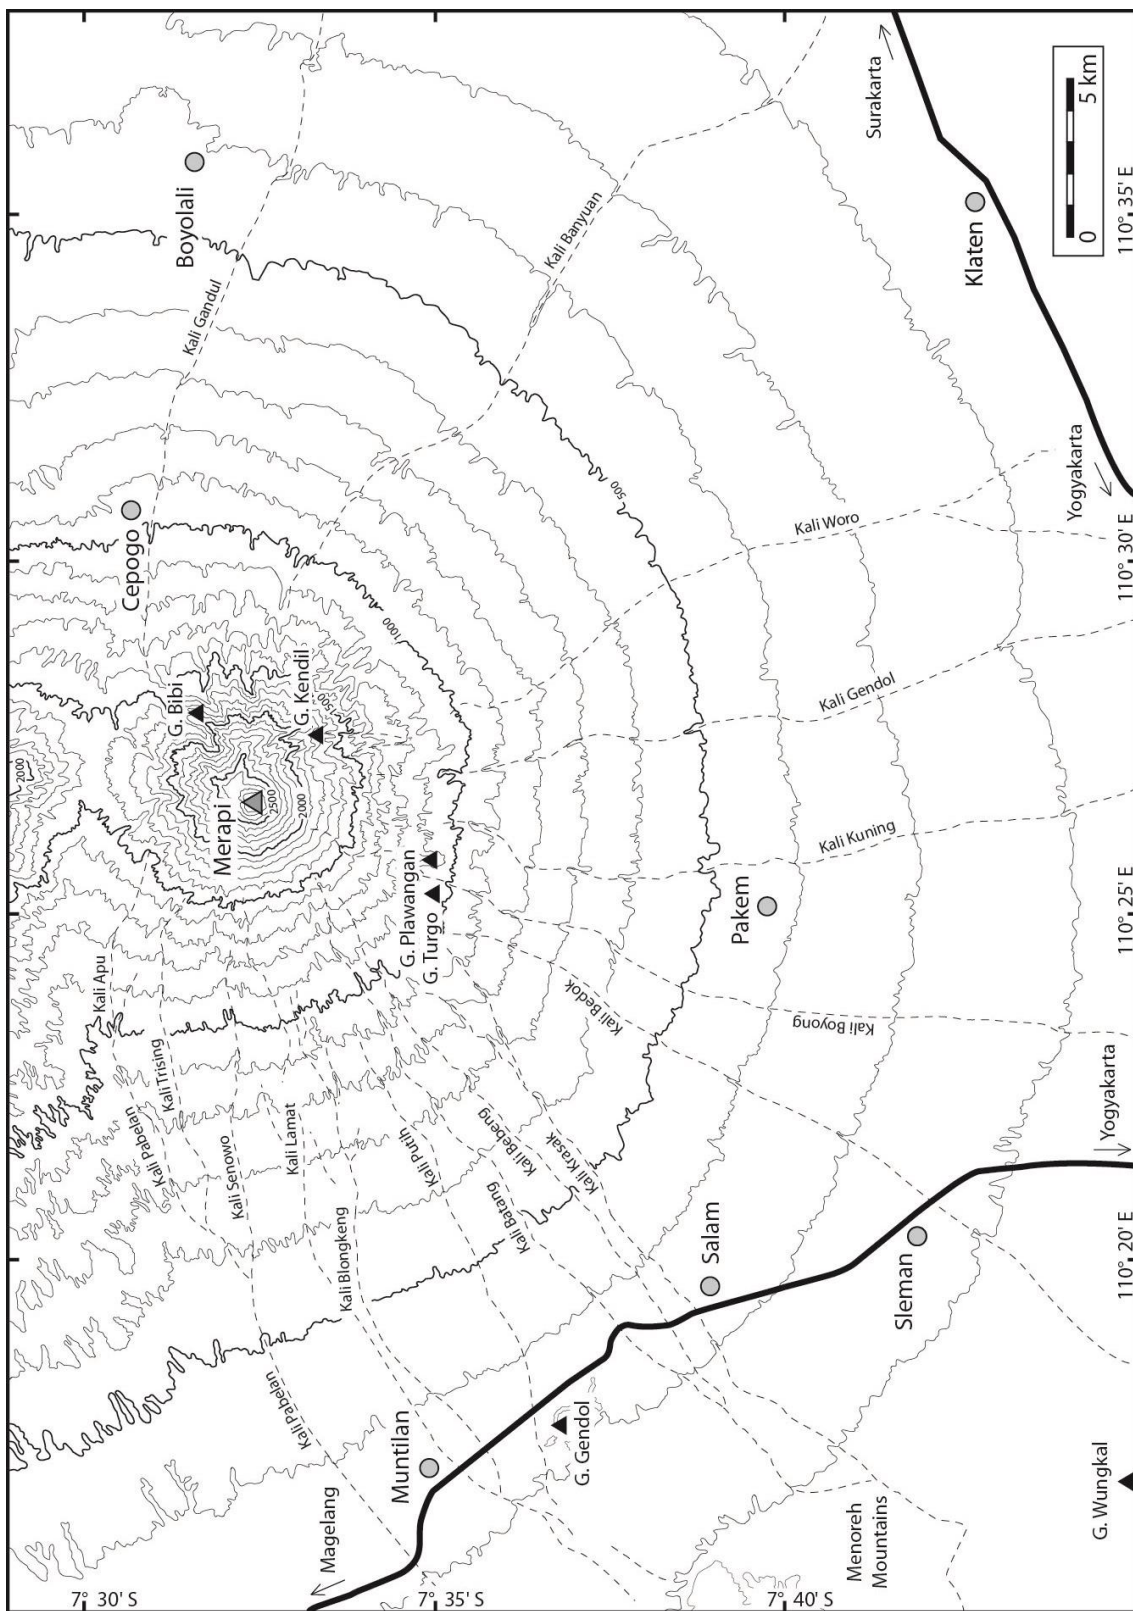 2000
Merapi
G. Bibi
2500
2000
G. Kendil
1500
Cepogo
1000
Kali Gandul
Boyolali
Kali Banyuan
500
G. Plawangan
G. Turgo
Kali Apu
Kali Trising
Kali Pabelan
Kali Senowo
Kali Lamat
Kali Blongkeng
Kali Putih
Kali Batang
Kali Bebeng
Kali Krasak
Kali Bedok
Kali Boyong
Kali Kuning
Kali Gendol
Kali Woro
Kali Pabelan
Magelang
Muntilan
G. Gendol
Salam
Pakem
Sleman
Menoreh
Mountains
G. Wungkal
Yogyakarta
Yogyakarta
Klaten
Surakarta
0
5 km
7° 30' S
7° 35' S
7° 40' S
110° 20' E
110° 25' E
110° 30' E
110° 35' E